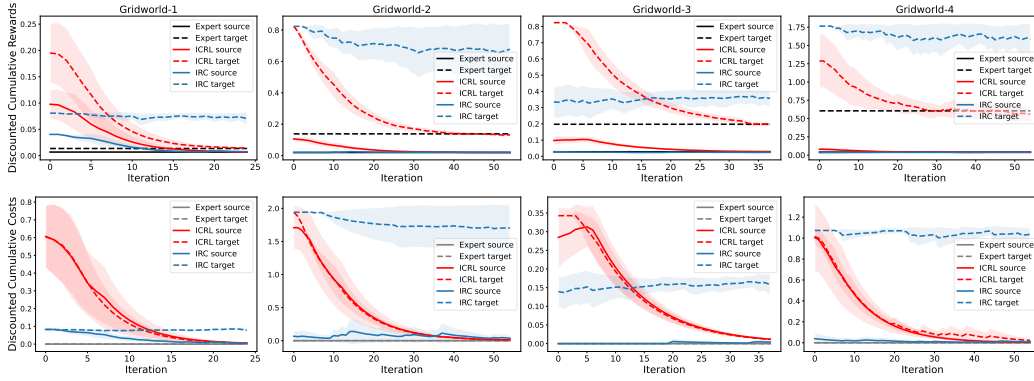 Gridworld-1
Gridworld-2
Gridworld-3
Gridworld-4
Discounted Cumulative Rewards
0.25
0.20
0.15
0.10
0.05
0.00
0 5 10 15 20 25
Iteration
Expert source
Expert target
ICRL source
ICRL target
IRC source
IRC target
0.8
0.6
0.4
0.2
0.0
0 10 20 30 40 50
Iteration
Expert source
Expert target
ICRL source
ICRL target
IRC source
IRC target
0.8
0.7
0.6
0.5
0.4
0.3
0.2
0.1
0.0
0 5 10 15 20 25 30 35
Iteration
Expert source
Expert target
ICRL source
ICRL target
IRC source
IRC target
1.75
1.50
1.25
1.00
0.75
0.50
0.25
0.00
0 10 20 30 40 50
Iteration
Expert source
Expert target
ICRL source
ICRL target
IRC source
IRC target
Discounted Cumulative Costs
0.8
0.7
0.6
0.5
0.4
0.3
0.2
0.1
0.0
0 5 10 15 20 25
Iteration
Expert source
Expert target
ICRL source
ICRL target
IRC source
IRC target
2.0
1.5
1.0
0.5
0.0
0 10 20 30 40 50
Iteration
Expert source
Expert target
ICRL source
ICRL target
IRC source
IRC target
0.35
0.30
0.25
0.20
0.15
0.10
0.05
0.00
0 5 10 15 20 25 30 35
Iteration
Expert source
Expert target
ICRL source
ICRL target
IRC source
IRC target
1.2
1.0
0.8
0.6
0.4
0.2
0.0
0 10 20 30 40 50
Iteration
Expert source
Expert target
ICRL source
ICRL target
IRC source
IRC target